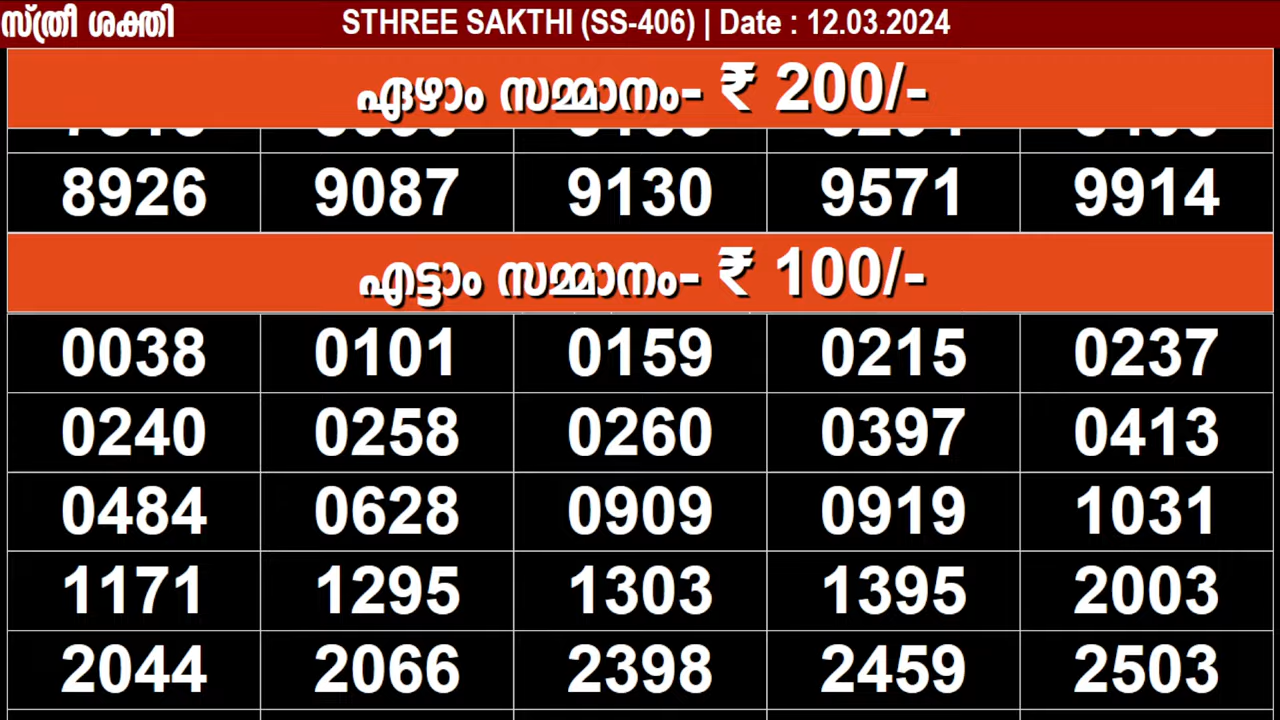 സ്ത്രീ ശക്തി STHREE SAKTHI (SS-406) | Date : 12.03.2024
ഏഴാം സമ്മാനം- ₹ 200/-
8926 9087 9130 9571 9914
എട്ടാം സമ്മാനം- ₹ 100/-
0038 0101 0159 0215 0237
0240 0258 0260 0397 0413
0484 0628 0909 0919 1031
1171 1295 1303 1395 2003
2044 2066 2398 2459 2503